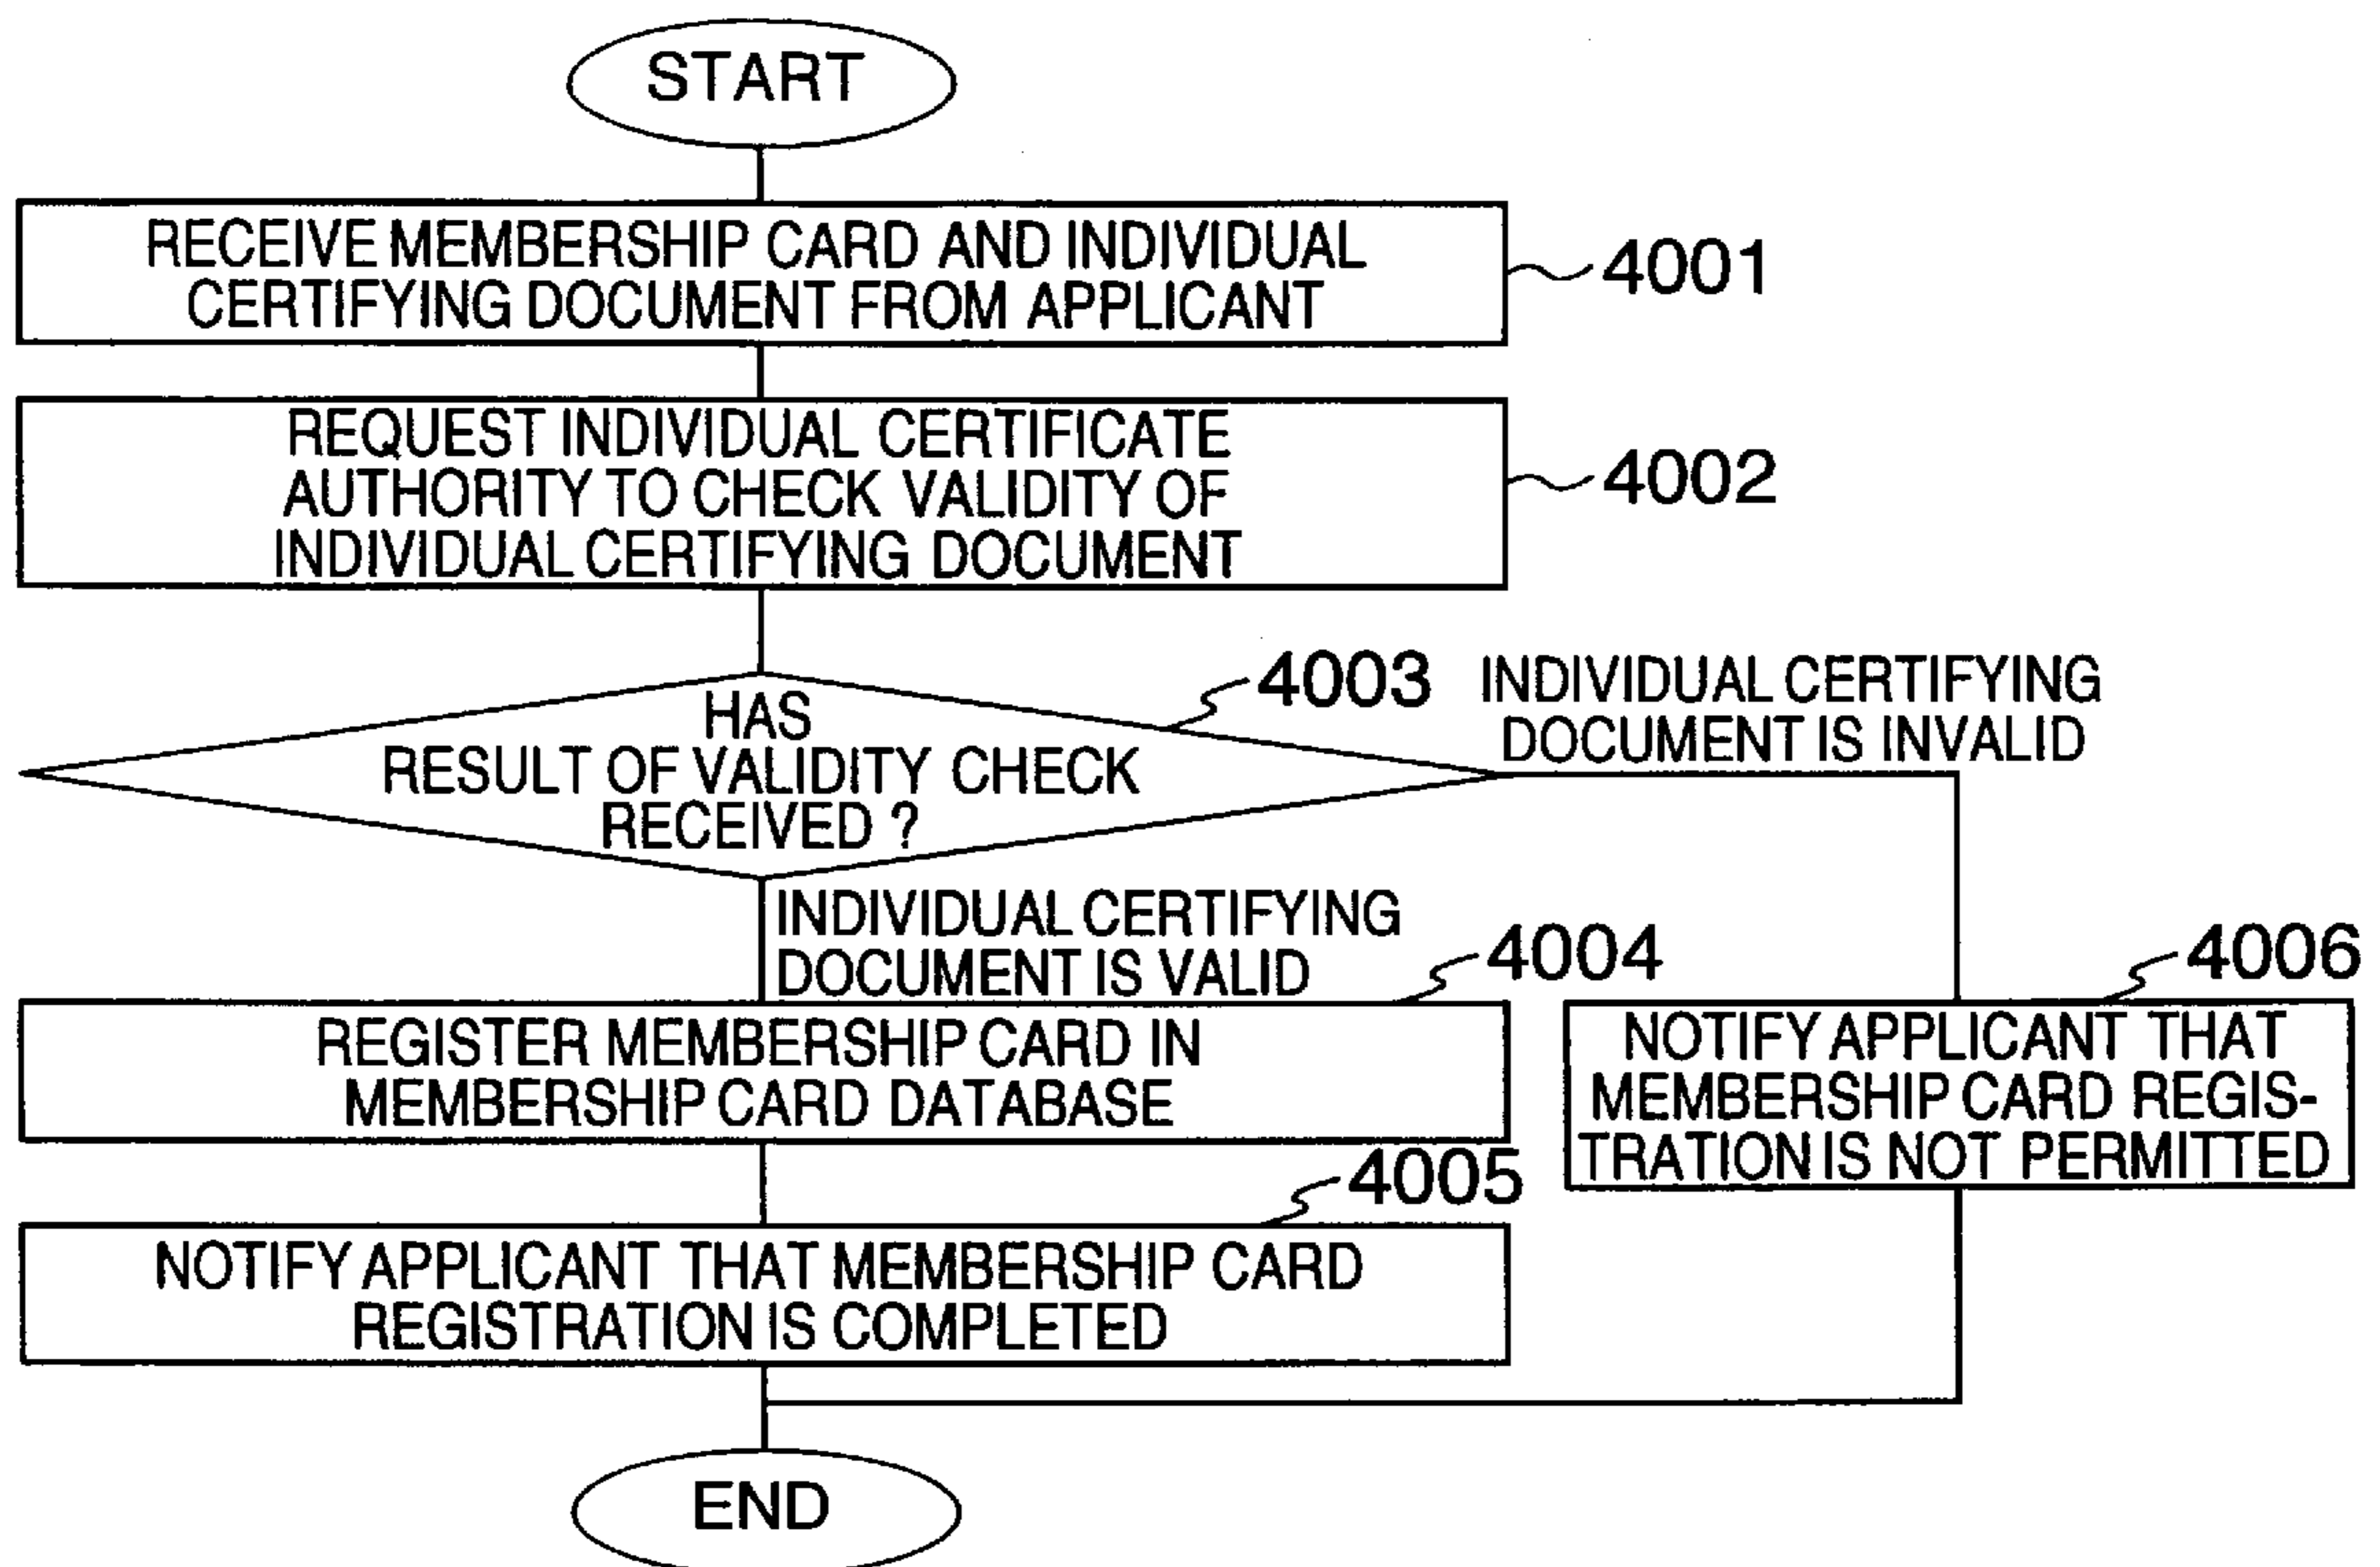 START
RECEIVE MEMBERSHIP CARD AND INDIVIDUAL
CERTIFYING DOCUMENT FROM APPLICANT
4001
REQUEST INDIVIDUAL CERTIFICATE
AUTHORITY TO CHECK VALIDITY OF
INDIVIDUAL CERTIFYING DOCUMENT
4002
HAS
RESULT OF VALIDITY CHECK
RECEIVED ?
4003
INDIVIDUAL CERTIFYING
DOCUMENT IS INVALID
INDIVIDUAL CERTIFYING
DOCUMENT IS VALID
4004
REGISTER MEMBERSHIP CARD IN
MEMBERSHIP CARD DATABASE
4006
NOTIFY APPLICANT THAT
MEMBERSHIP CARD REGIS-
TRATION IS NOT PERMITTED
4005
NOTIFY APPLICANT THAT MEMBERSHIP CARD
REGISTRATION IS COMPLETED
END